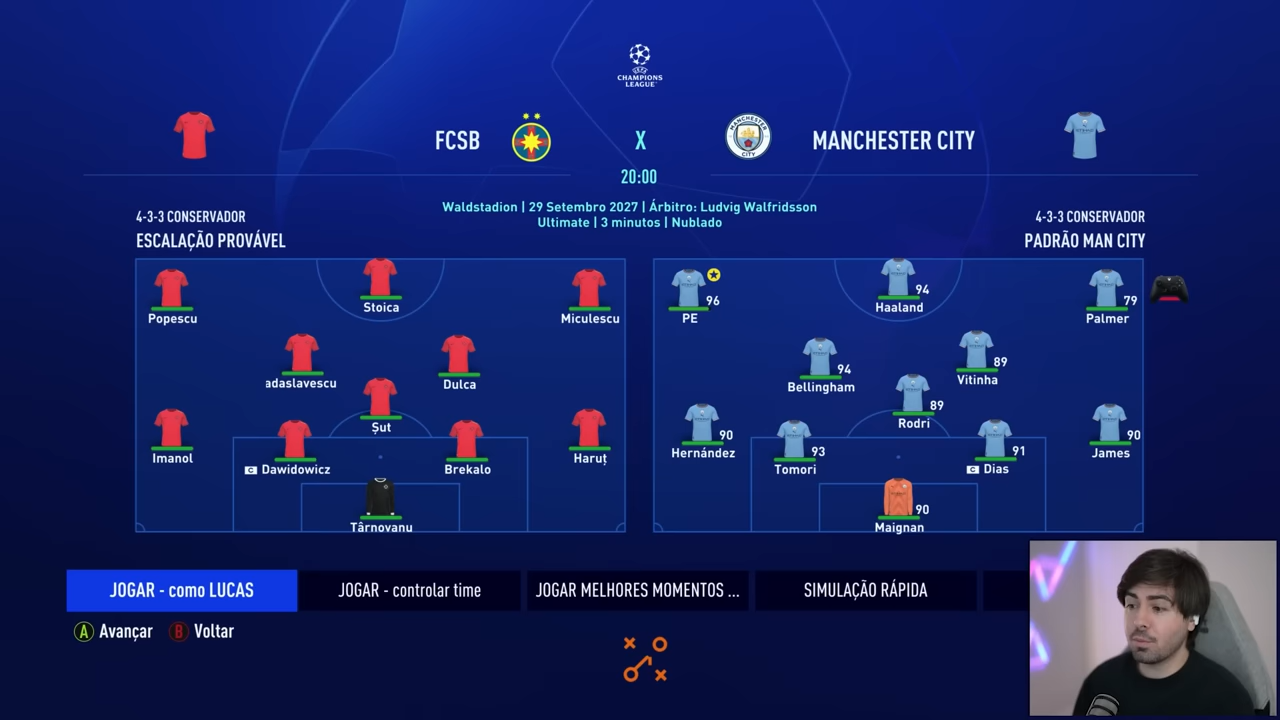 UEFA
CHAMPIONS
LEAGUE
FCSB
X
MANCHESTER
CITY
MANCHESTER CITY
20:00
Waldstadion | 29 Setembro 2027 | Árbitro: Ludvig Walfridsson
Ultimate | 3 minutos | Nublado
4-3-3 CONSERVADOR
ESCALAÇÃO PROVÁVEL
Popescu
Stoica
Miculescu
adaslavescu
Dulca
Șut
Imanol
C Dawidowicz
Brekalo
Haruț
Târnovanu
4-3-3 CONSERVADOR
PADRÃO MAN CITY
96
PE
94
Haaland
79
Palmer
94
Bellingham
89
Vitinha
89
Rodri
90
Hernández
93
Tomori
91
C Dias
90
James
90
Maignan
JOGAR - como LUCAS
JOGAR - controlar time
JOGAR MELHORES MOMENTOS ...
SIMULAÇÃO RÁPIDA
A Avançar
B Voltar